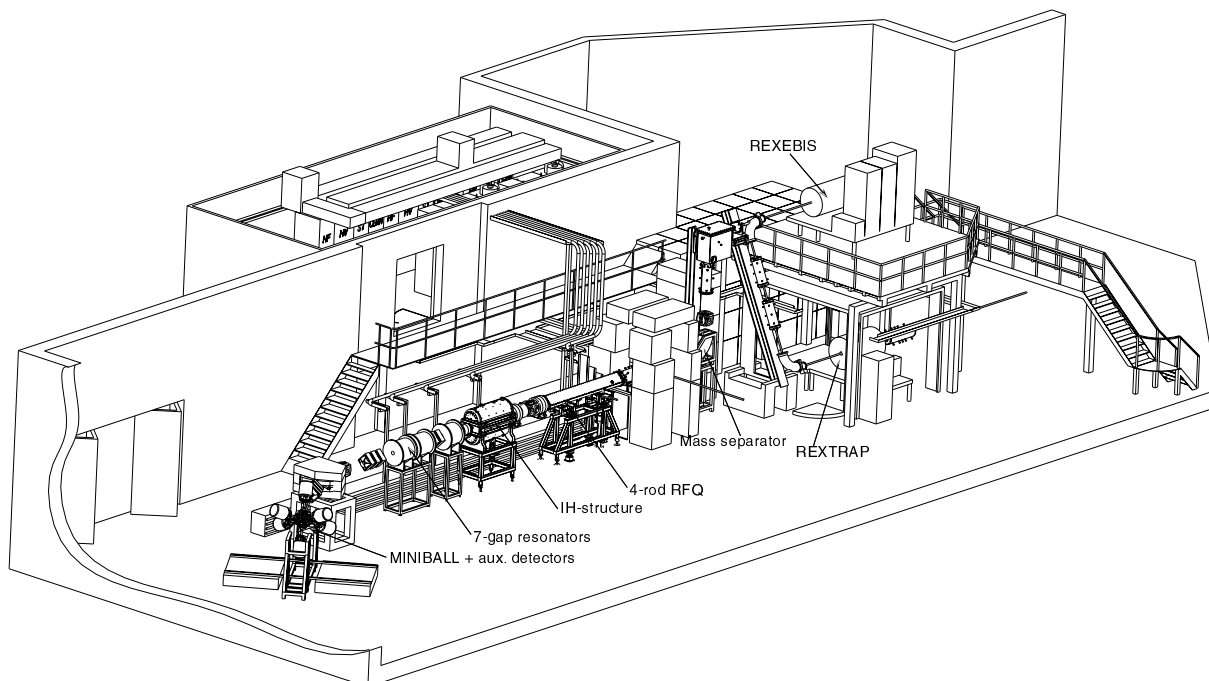 REXEBIS
Mass separator
REXTRAP
4-rod RFQ
IH-structure
7-gap resonators
MINIBALL + aux. detectors